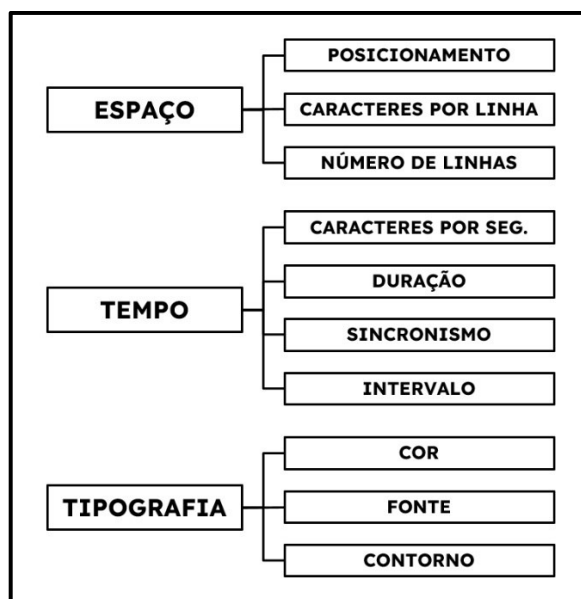 ESPAÇO
POSICIONAMENTO
CARACTERES POR LINHA
NÚMERO DE LINHAS
TEMPO
CARACTERES POR SEG.
DURAÇÃO
SINCRONISMO
INTERVALO
TIPOGRAFIA
COR
FONTE
CONTORNO